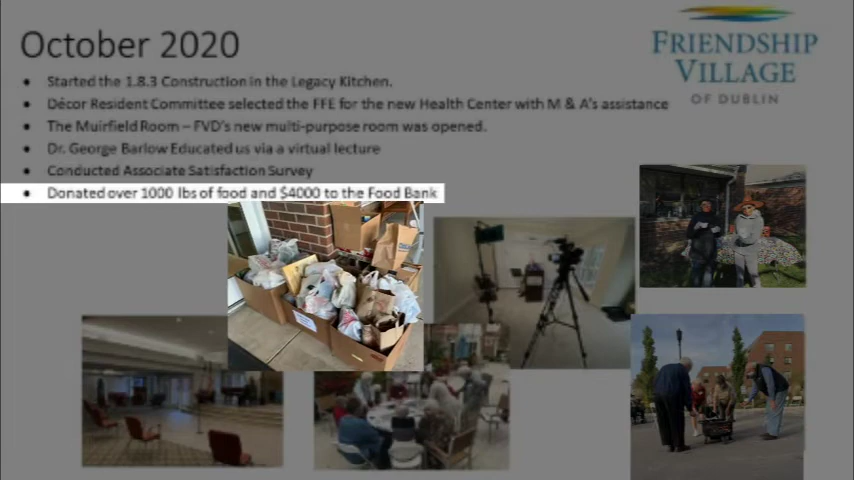 October 2020
FRIENDSHIP
VILLAGE
OF DUBLIN
• Started the 1.8.3 Construction in the Legacy Kitchen.
• Décor Resident Committee selected the FFE for the new Health Center with M & A's assistance
• The Muirfield Room – FVD's new multi-purpose room was opened.
• Dr. George Barlow Educated us via a virtual lecture
• Conducted Associate Satisfaction Survey
• Donated over 1000 lbs of food and $4000 to the Food Bank